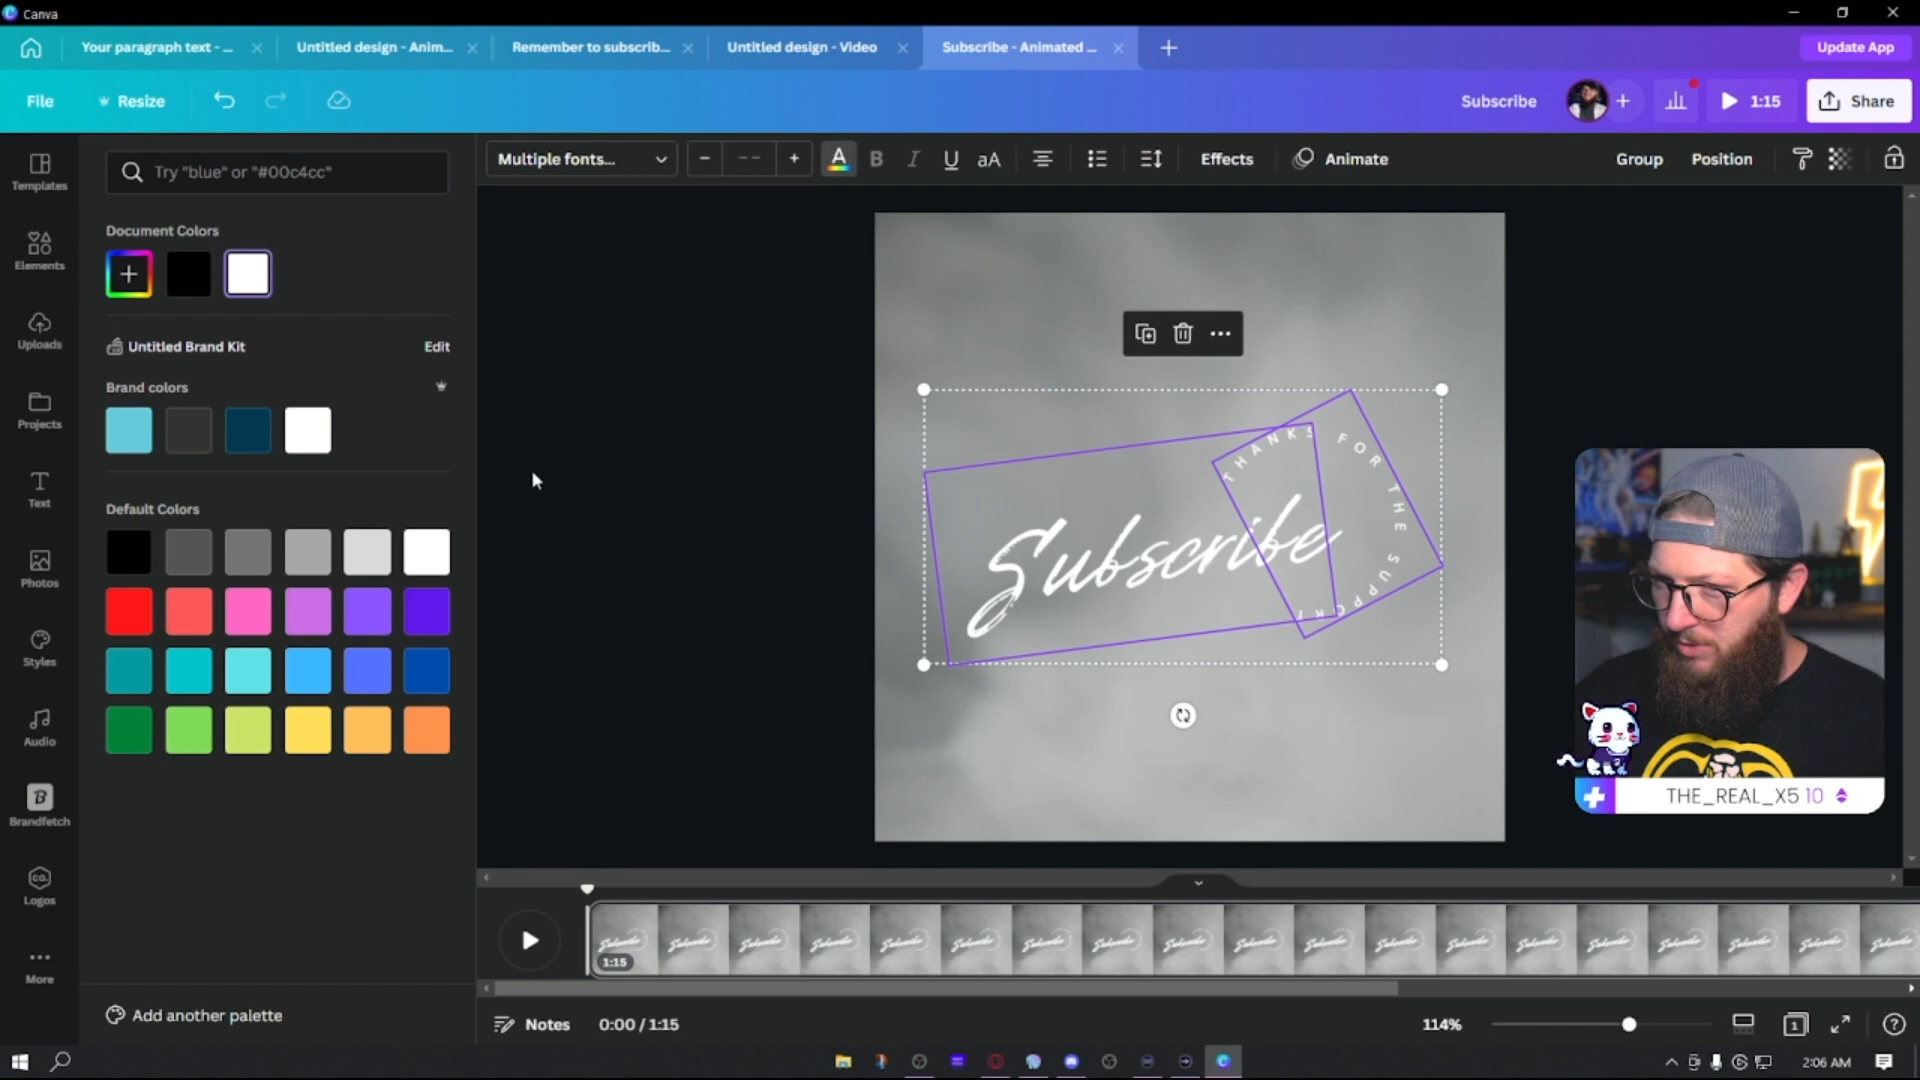 Canva
Your paragraph text - ...
Untitled design - Anim...
Remember to subscrib...
Untitled design - Video
Subscribe - Animated ...
Update App
File
Resize
Subscribe
1:15
Share
Templates
Elements
Uploads
Projects
Text
Photos
Styles
Audio
Brandfetch
Logos
More
Try "blue" or "#00c4cc"
Document Colors
Untitled Brand Kit
Edit
Brand colors
Default Colors
Add another palette
Multiple fonts...
- -
A
B
I
U
aA
Effects
Animate
Group
Position
THANKS FOR THE SUPPORT
Subscribe
THE_REAL_X5 10
1:15
Notes
0:00 / 1:15
114%
1
2:06 AM